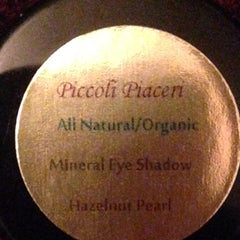 Piccoli Piaceri
All Natural/Organic
Mineral Eye Shadow
Hazelnut Pearl